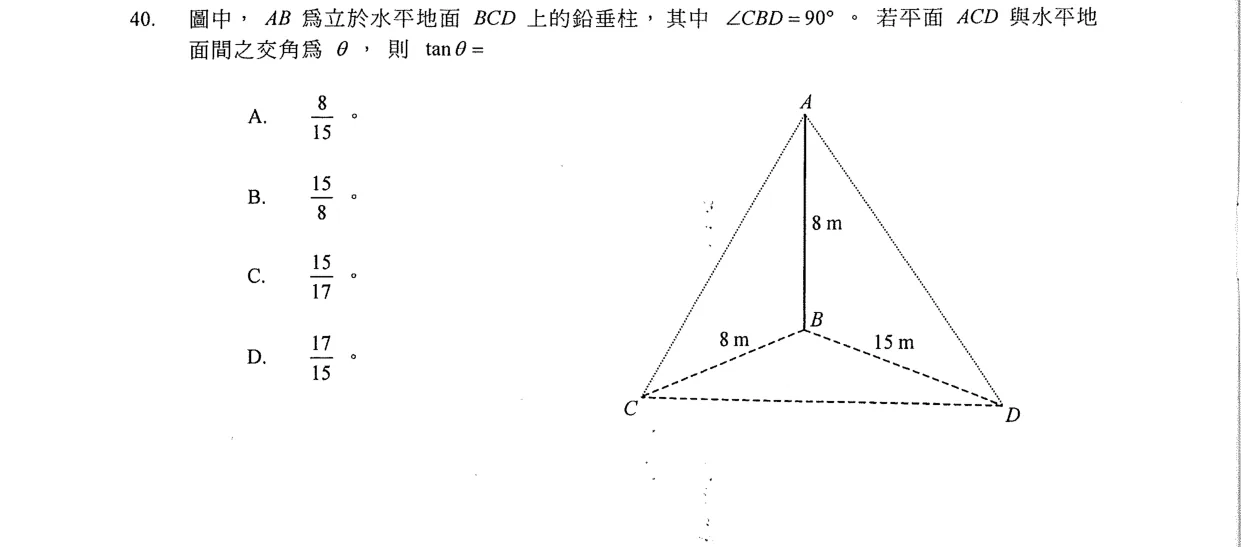 40. 圖中，AB 爲立於水平地面 BCD 上的鉛垂柱，其中 ∠CBD = 90° 。 若平面 ACD 與水平地
面間之交角爲 θ ， 則 tan θ =
A. 8/15 。
B. 15/8 。
C. 15/17 。
D. 17/15 。
A
8 m
B
8 m
15 m
C
D